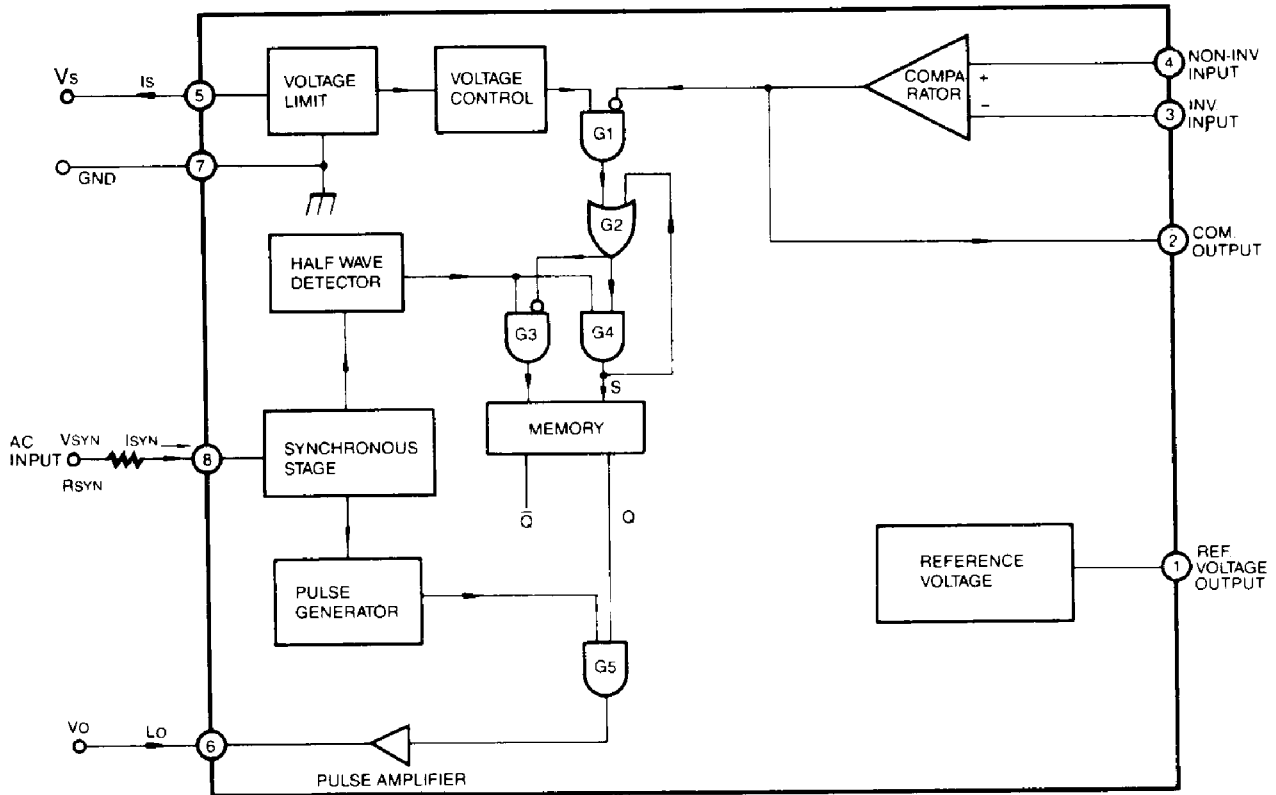 Vs
Is
5
VOLTAGE
LIMIT
VOLTAGE
CONTROL
G1
COMPA
RATOR
+
−
4
NON-INV
INPUT
3
INV.
INPUT
GND
7
G2
2
COM.
OUTPUT
HALF WAVE
DETECTOR
G3
G4
S
MEMORY
AC
INPUT
VSYN
ISYN
RSYN
8
SYNCHRONOUS
STAGE
Q̅
Q
REFERENCE
VOLTAGE
1
REF.
VOLTAGE
OUTPUT
PULSE
GENERATOR
G5
VO
LO
6
PULSE AMPLIFIER